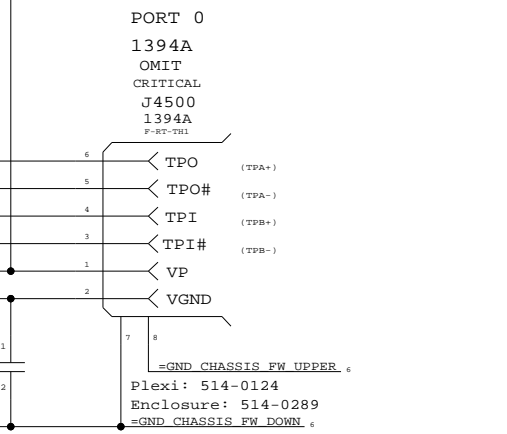 PORT 0
1394A
OMIT
CRITICAL
J4500
1394A
F-RT-TH1
6 TPO (TPA+)
5 TPO# (TPA-)
4 TPI (TPB+)
3 TPI# (TPB-)
1 VP
2 VGND
7 8
1
=GND_CHASSIS_FW_UPPER 6
2
Plexi: 514-0124
Enclosure: 514-0289
=GND_CHASSIS_FW_DOWN 6